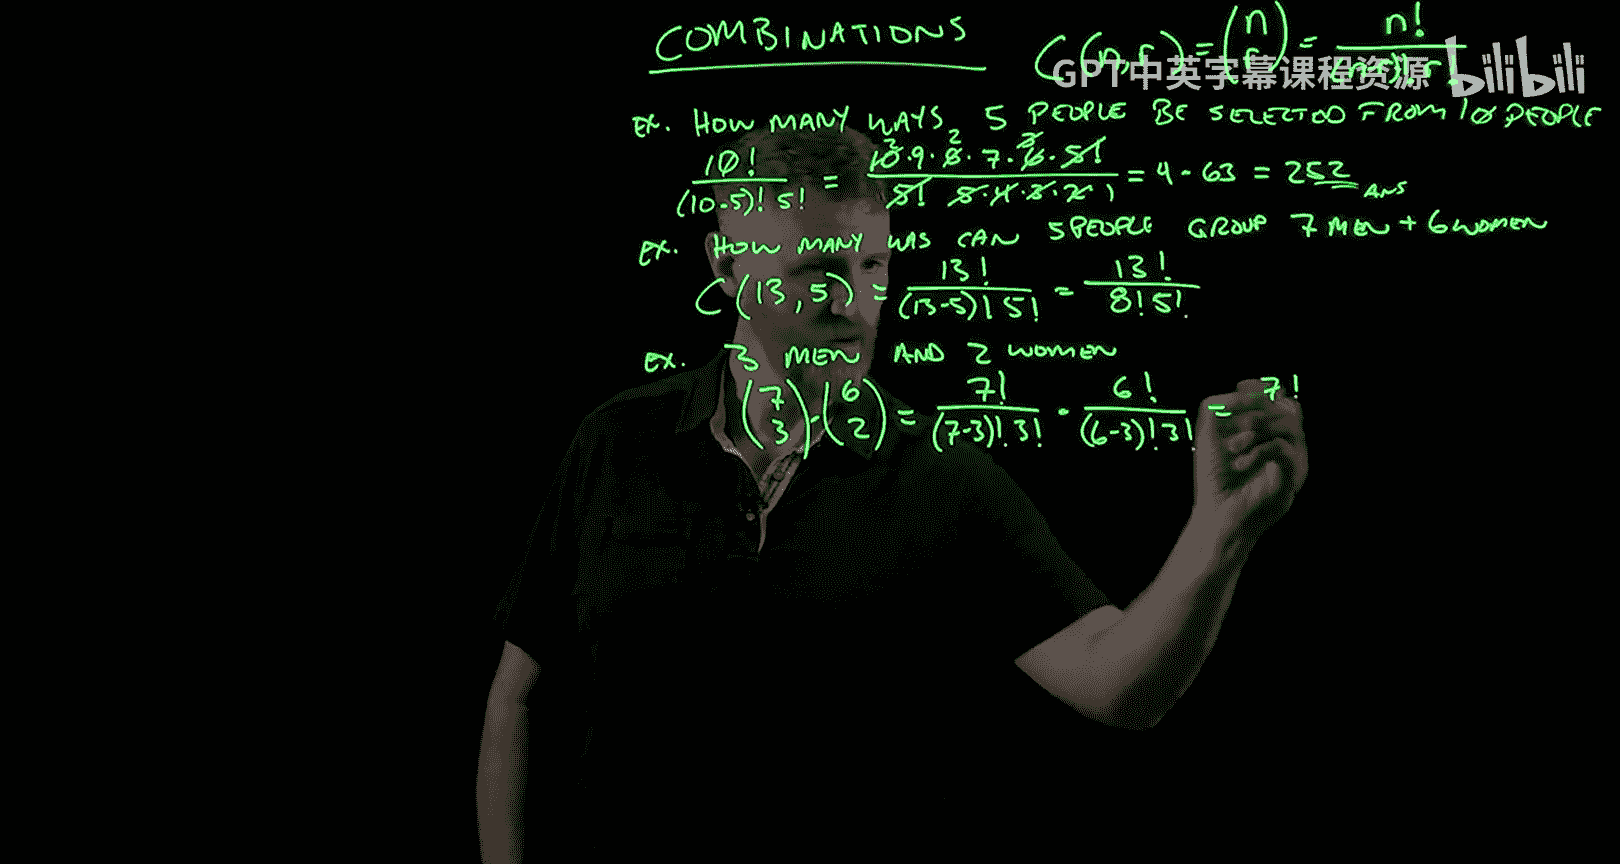 COMBINATIONS C(n,r) = (n r) = n! / (n-r)! r!
GPT中英字幕课程资源 bilibili
EX. HOW MANY WAYS 5 PEOPLE BE SELECTED FROM 10 PEOPLE
10! / (10-5)! 5! = 10·9·8·7·6·5! / 5! 5·4·3·2·1 = 4·63 = 252 ANS
EX. HOW MANY WAS CAN 5 PEOPLE GROUP 7 MEN + 6 WOMEN
C(13,5) = 13! / (13-5)! 5! = 13! / 8! 5!
EX. 3 MEN AND 2 WOMEN
(7 3)·(6 2) = 7! / (7-3)! 3! · 6! / (6-3)! 3! = 7!